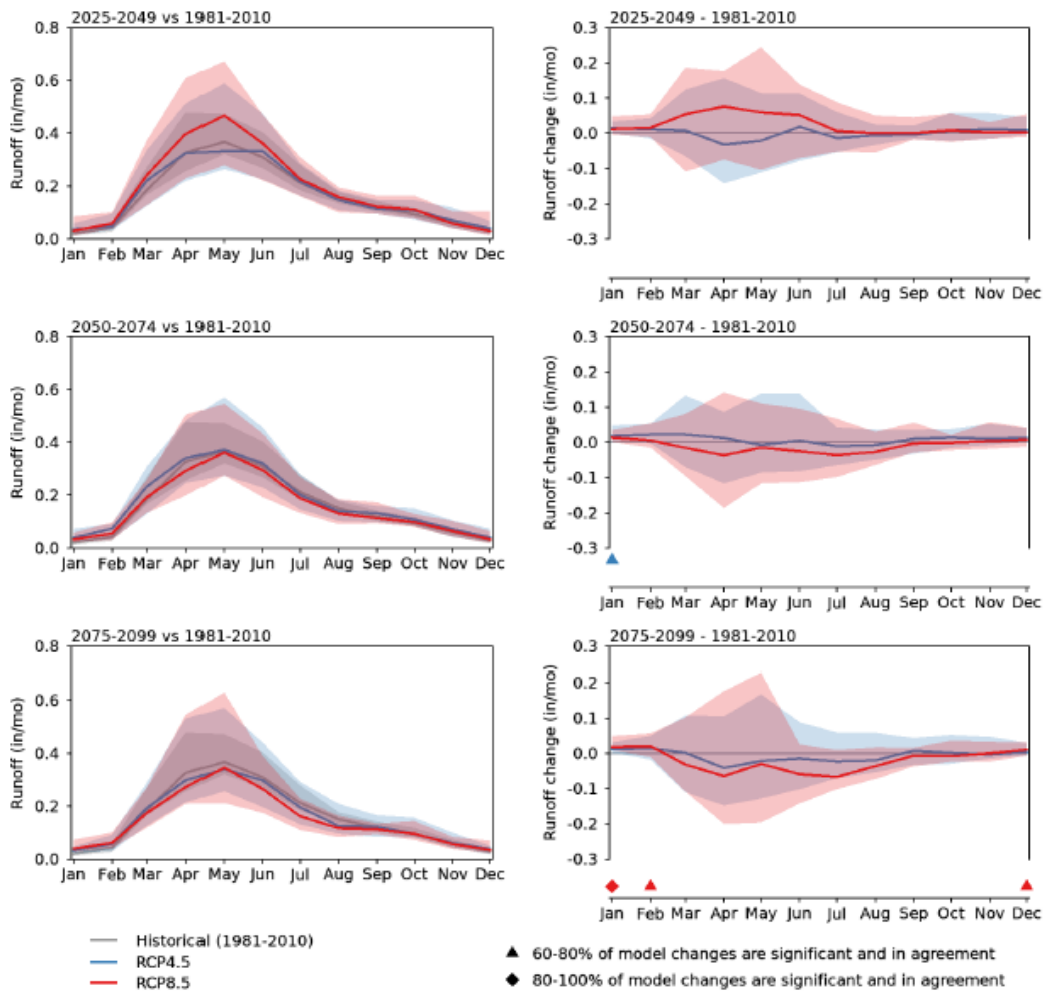 2025-2049 vs 1981-2010
Runoff (in/mo)
0.8
0.6
0.4
0.2
0.0
Jan Feb Mar Apr May Jun Jul Aug Sep Oct Nov Dec
2025-2049 - 1981-2010
Runoff change (in/mo)
0.3
0.2
0.1
0.0
-0.1
-0.2
-0.3
Jan Feb Mar Apr May Jun Jul Aug Sep Oct Nov Dec
2050-2074 vs 1981-2010
Runoff (in/mo)
0.8
0.6
0.4
0.2
0.0
Jan Feb Mar Apr May Jun Jul Aug Sep Oct Nov Dec
2050-2074 - 1981-2010
Runoff change (in/mo)
0.3
0.2
0.1
0.0
-0.1
-0.2
-0.3
Jan Feb Mar Apr May Jun Jul Aug Sep Oct Nov Dec
2075-2099 vs 1981-2010
Runoff (in/mo)
0.8
0.6
0.4
0.2
0.0
Jan Feb Mar Apr May Jun Jul Aug Sep Oct Nov Dec
2075-2099 - 1981-2010
Runoff change (in/mo)
0.3
0.2
0.1
0.0
-0.1
-0.2
-0.3
Jan Feb Mar Apr May Jun Jul Aug Sep Oct Nov Dec
Historical (1981-2010)
RCP4.5
RCP8.5
60-80% of model changes are significant and in agreement
80-100% of model changes are significant and in agreement